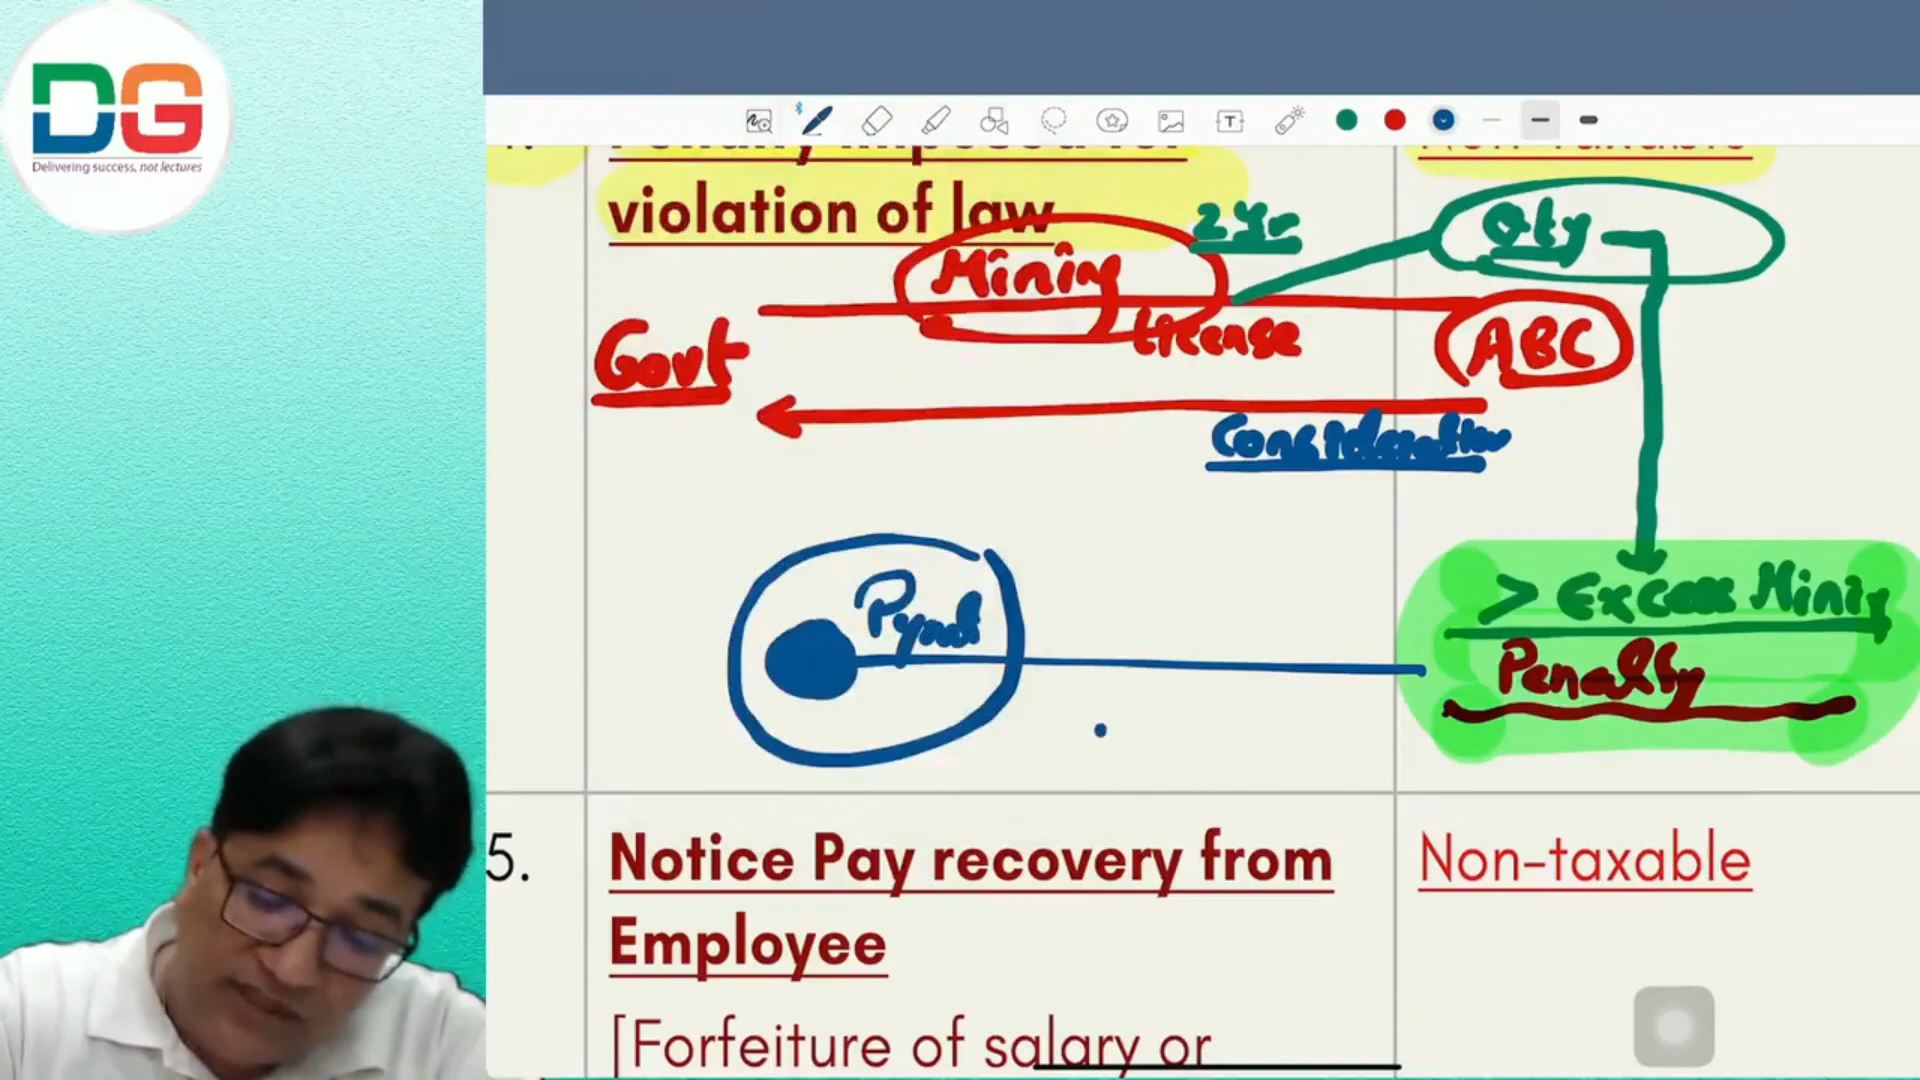 DG
Delivering success, not lectures
T
violation of law
2 Yr
Qty
Mining
License
Govt
ABC
Consideration
Pymt
> Excess Mining
Penalty
5.
Notice Pay recovery from
Non-taxable
Employee
[Forfeiture of salary or